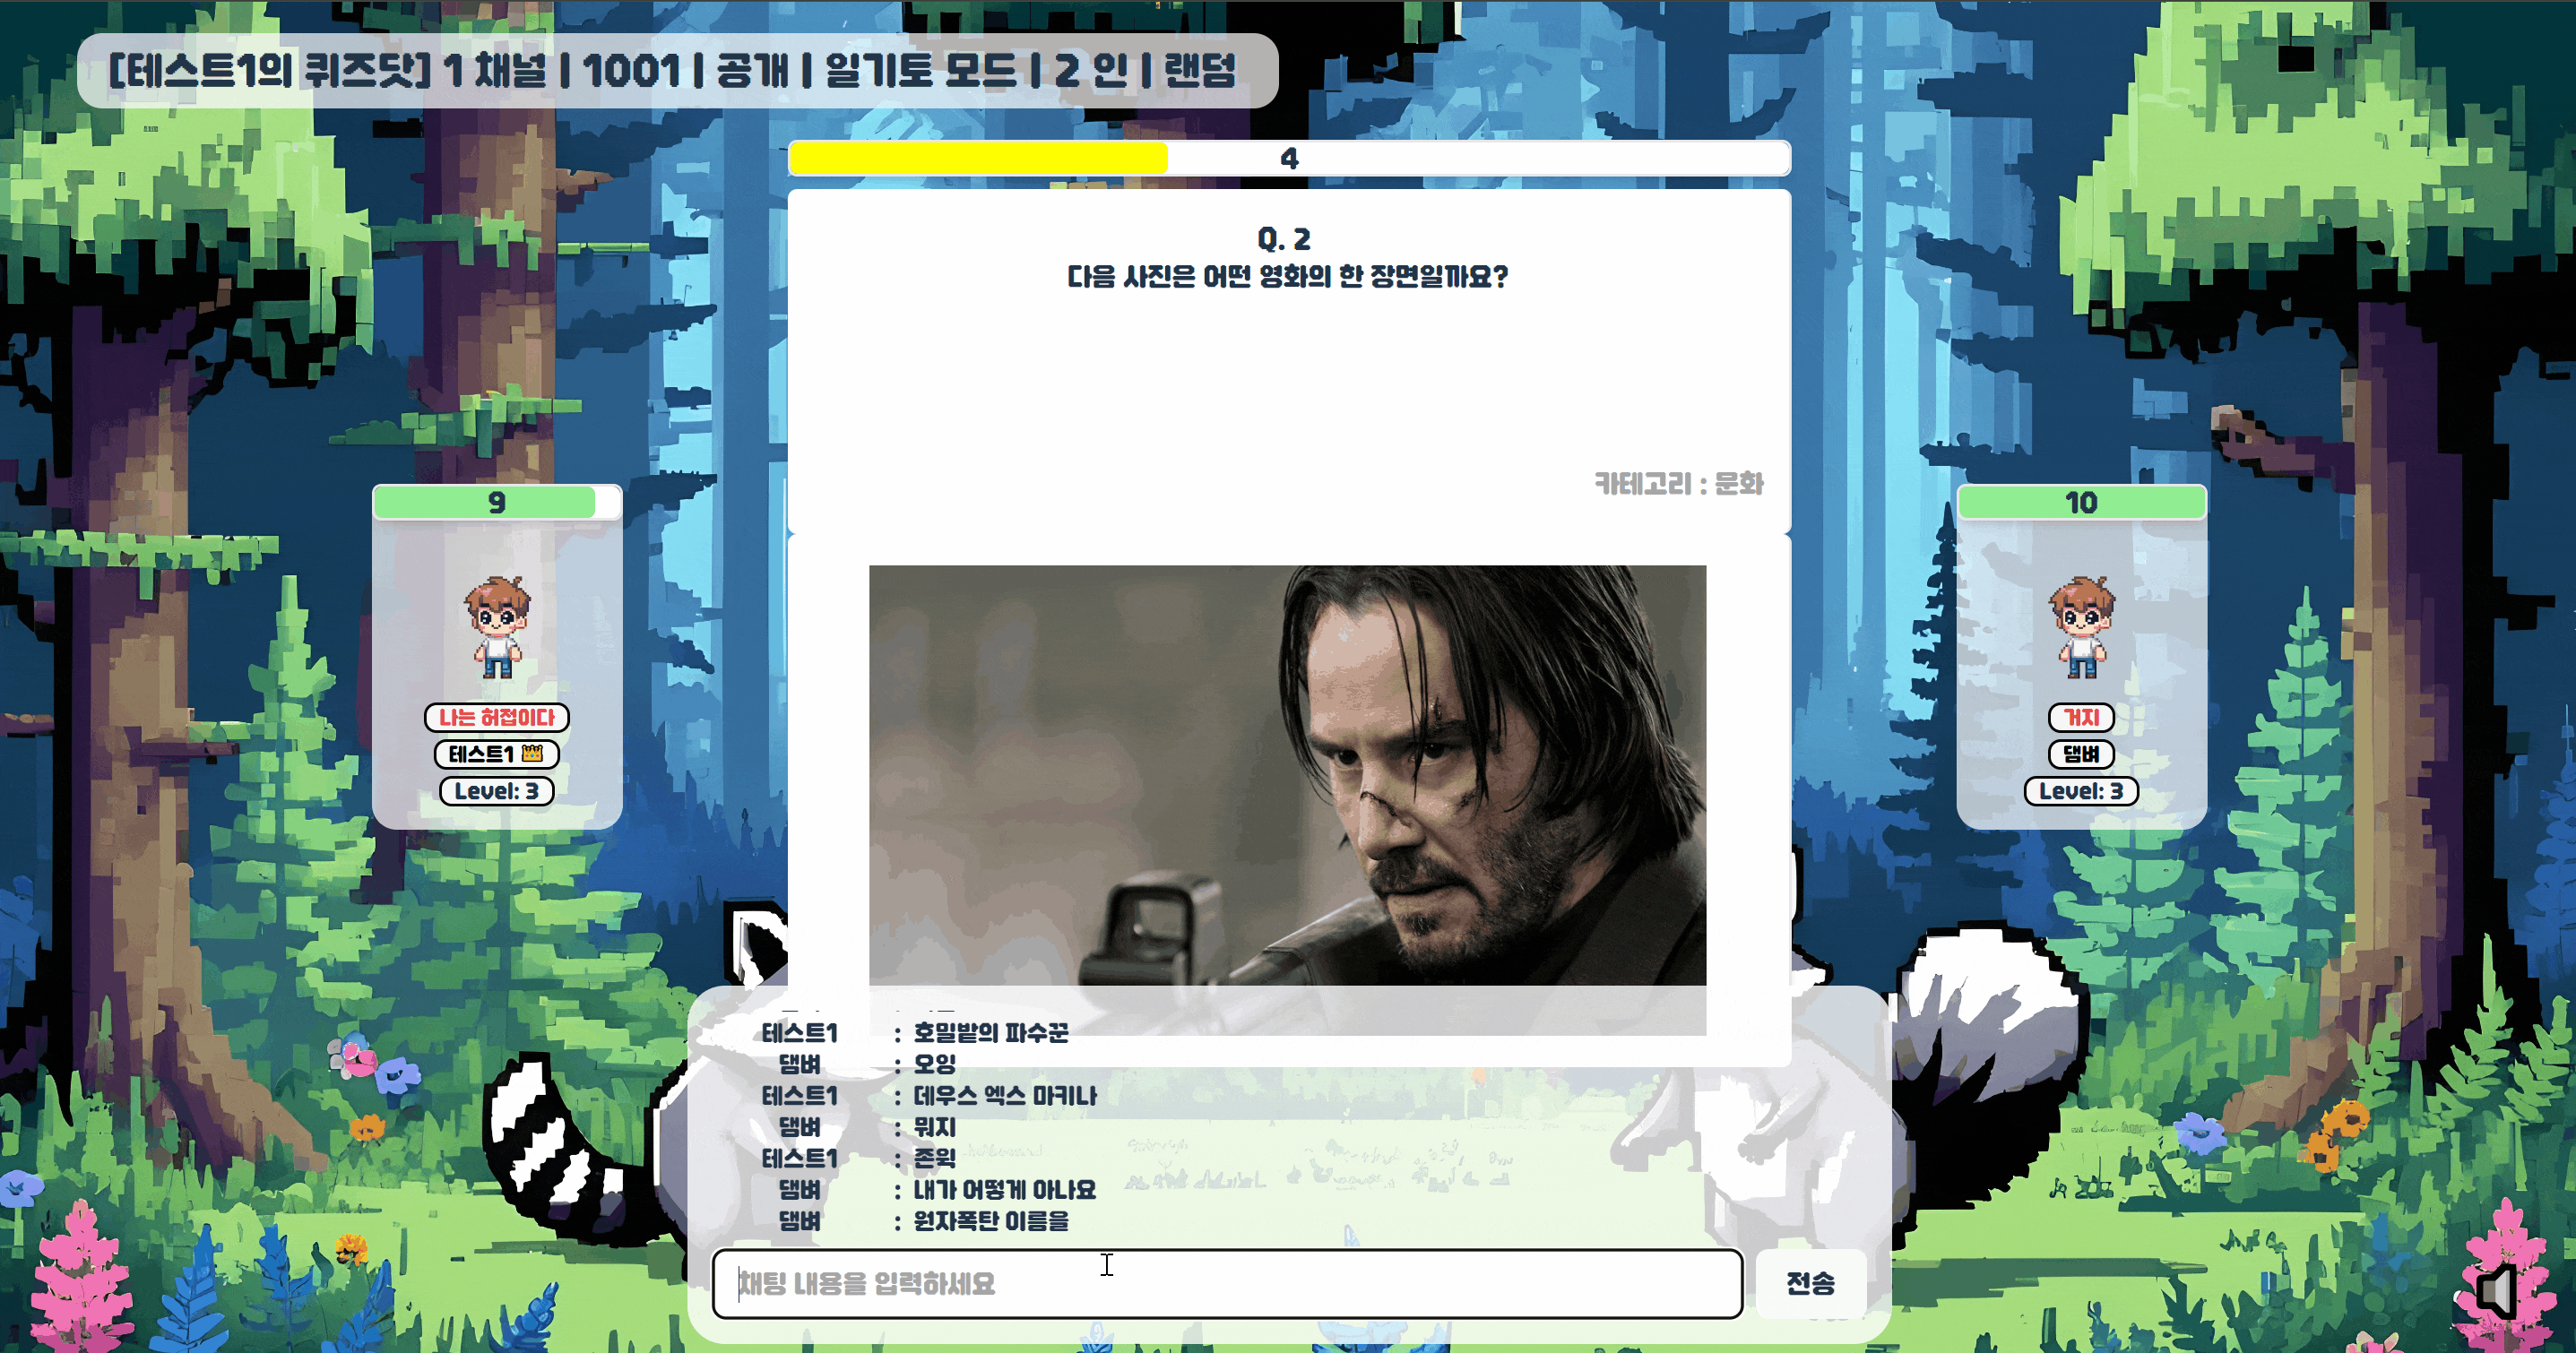 [테스트1의 퀴즈닷] 1 채널 | 1001 | 공개 | 일기토 모드 | 2 인 | 랜덤
4
Q. 2
다음 사진은 어떤 영화의 한 장면일까요?
카테고리 : 문화
9
나는 허접이다
테스트1
Level: 3
10
거지
댐벼
Level: 3
테스트1 : 호밀밭의 파수꾼
댐벼 : 오잉
테스트1 : 데우스 엑스 마키나
댐벼 : 뭐지
테스트1 : 존윅
댐벼 : 내가 어떻게 아나요
댐벼 : 원자폭탄 이름을
채팅 내용을 입력하세요
전송